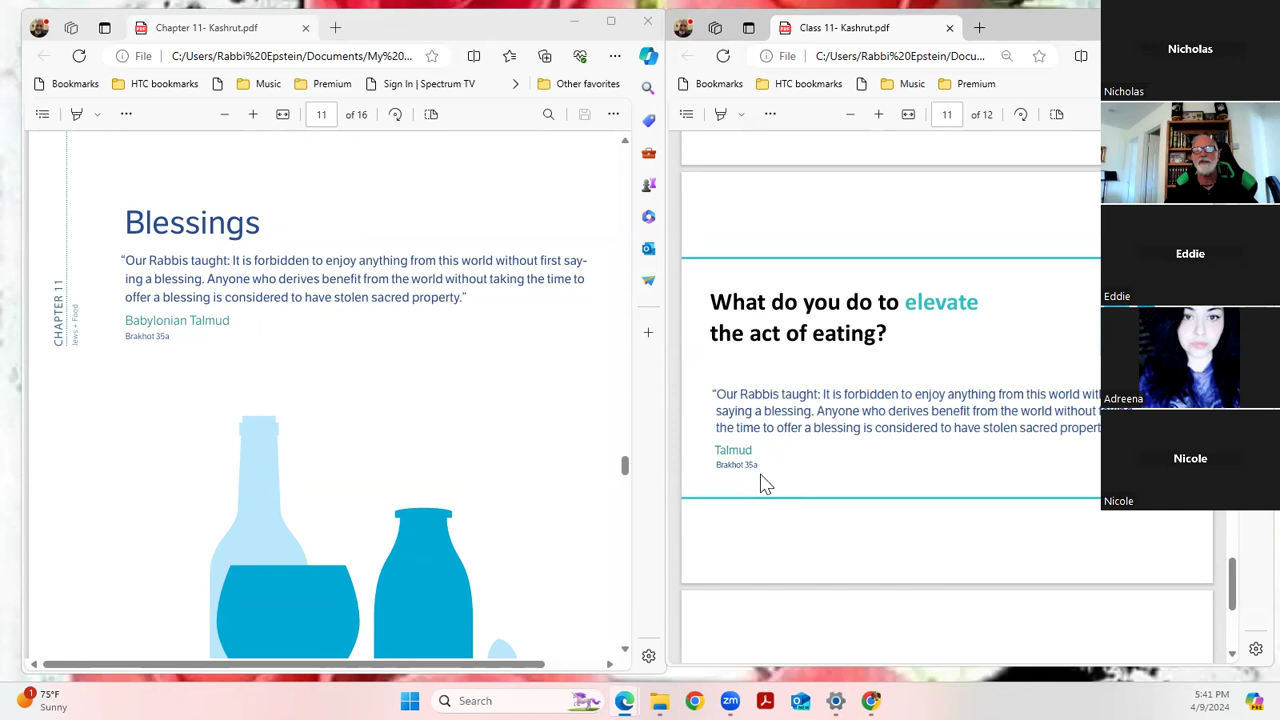 Chapter 11- Kashrut.pdf
File
C:/Users/Rabbi%20Epstein/Documents/My%20...
Bookmarks
HTC bookmarks
Music
Premium
Sign In | Spectrum TV
Other favorites
11 of 16
CHAPTER 11
Jews + Food
Blessings
"Our Rabbis taught: It is forbidden to enjoy anything from this world without first say-
ing a blessing. Anyone who derives benefit from the world without taking the time to
offer a blessing is considered to have stolen sacred property."
Babylonian Talmud
Brakhot 35a
Class 11- Kashrut.pdf
File
C:/Users/Rabbi%20Epstein/Docu...
Bookmarks
HTC bookmarks
Music
Premium
11 of 12
What do you do to elevate
the act of eating?
"Our Rabbis taught: It is forbidden to enjoy anything from this world
saying a blessing. Anyone who derives benefit from the world without
the time to offer a blessing is considered to have stolen sacred propert
Talmud
Brakhot 35a
Nicholas
Nicholas
Eddie
Eddie
Adreena
Nicole
Nicole
1
75°F
Sunny
Search
zm
5:41 PM
4/9/2024